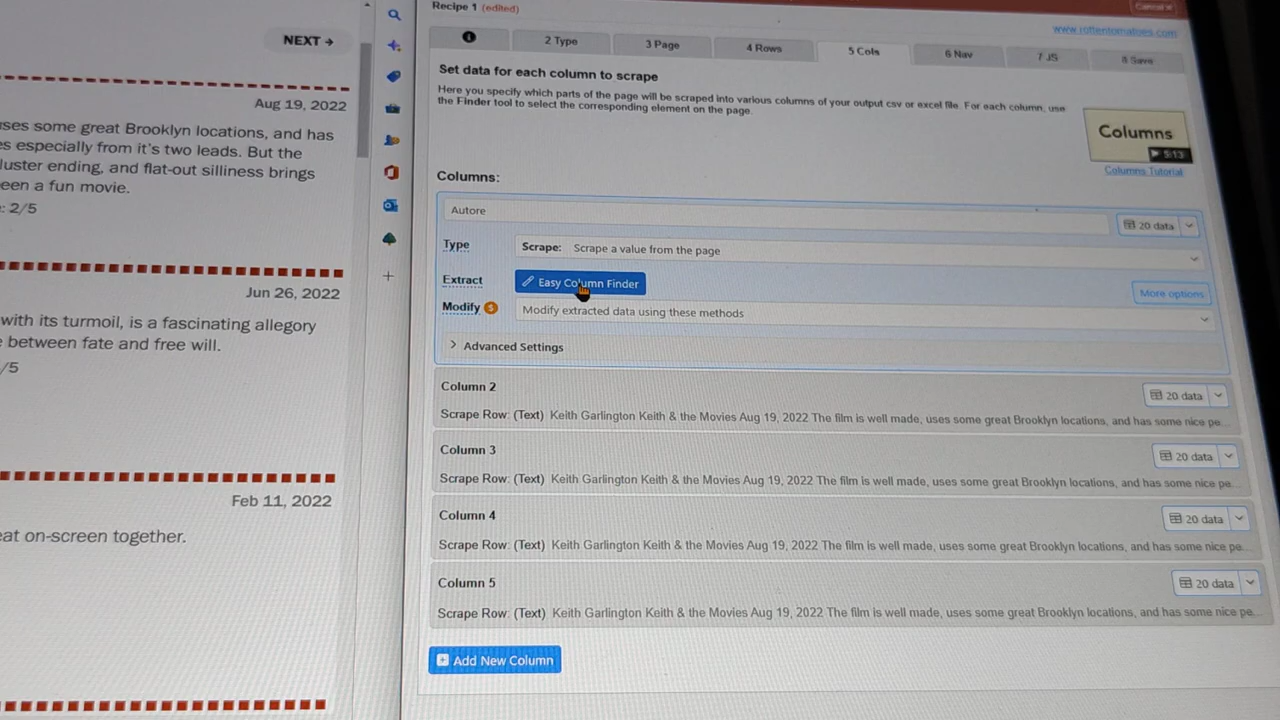 NEXT →
Aug 19, 2022
uses some great Brooklyn locations, and has
es especially from it's two leads. But the
luster ending, and flat-out silliness brings
een a fun movie.
: 2/5
Jun 26, 2022
with its turmoil, is a fascinating allegory
e between fate and free will.
/5
Feb 11, 2022
eat on-screen together.
Recipe 1 (edited)
Cancel ×
www.rottentomatoes.com
2 Type
3 Page
4 Rows
5 Cols
6 Nav
7 JS
8 Save
Set data for each column to scrape
Here you specify which parts of the page will be scraped into various columns of your output csv or excel file. For each column, use
the Finder tool to select the corresponding element on the page.
Columns
5:13
Columns Tutorial
Columns:
Autore
20 data
Type
Scrape: Scrape a value from the page
Extract
Easy Column Finder
More options
Modify $
Modify extracted data using these methods
> Advanced Settings
Column 2
20 data
Scrape Row: (Text) Keith Garlington Keith & the Movies Aug 19, 2022 The film is well made, uses some great Brooklyn locations, and has some nice pe...
Column 3
20 data
Scrape Row: (Text) Keith Garlington Keith & the Movies Aug 19, 2022 The film is well made, uses some great Brooklyn locations, and has some nice pe...
Column 4
20 data
Scrape Row: (Text) Keith Garlington Keith & the Movies Aug 19, 2022 The film is well made, uses some great Brooklyn locations, and has some nice pe...
Column 5
20 data
Scrape Row: (Text) Keith Garlington Keith & the Movies Aug 19, 2022 The film is well made, uses some great Brooklyn locations, and has some nice pe...
+ Add New Column